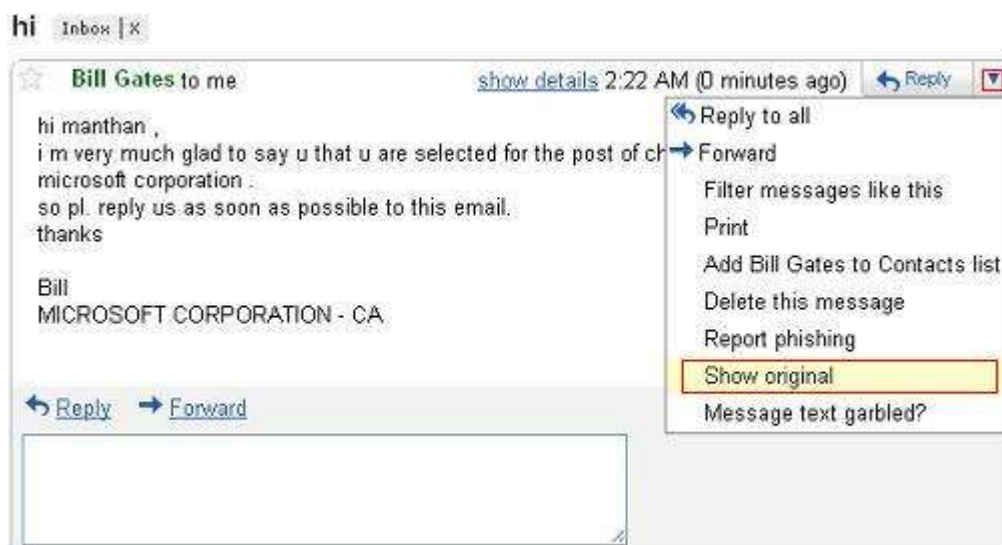 hi Inbox | X
Bill Gates to me show details 2:22 AM (0 minutes ago) Reply
hi manthan ,
i m very much glad to say u that u are selected for the post of ch
microsoft corporation .
so pl. reply us as soon as possible to this email.
thanks
Bill
MICROSOFT CORPORATION - CA
Reply to all
Forward
Filter messages like this
Print
Add Bill Gates to Contacts list
Delete this message
Report phishing
Show original
Message text garbled?
Reply Forward